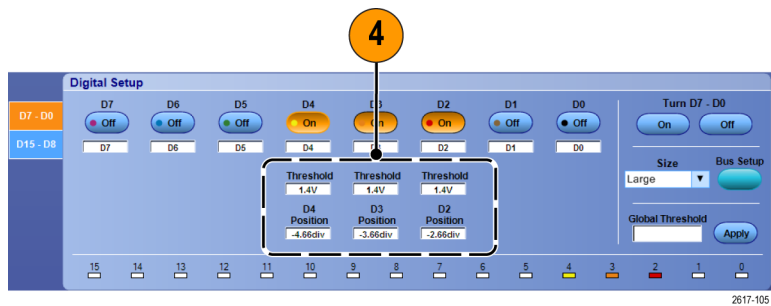 4
Digital Setup
D7 - D0
D15 - D8
D7 D6 D5 D4 D3 D2 D1 D0
Off Off Off On On On Off Off
D7 D6 D5 D4 D2 D1 D0
Turn D7 - D0
On Off
Size Bus Setup
Large
Threshold Threshold Threshold
1.4V 1.4V 1.4V
D4 D3 D2
Position Position Position
-4.66div -3.66div -2.66div
Global Threshold
Apply
15 14 13 12 11 10 9 8 7 6 5 4 3 2 1 0
2617-105